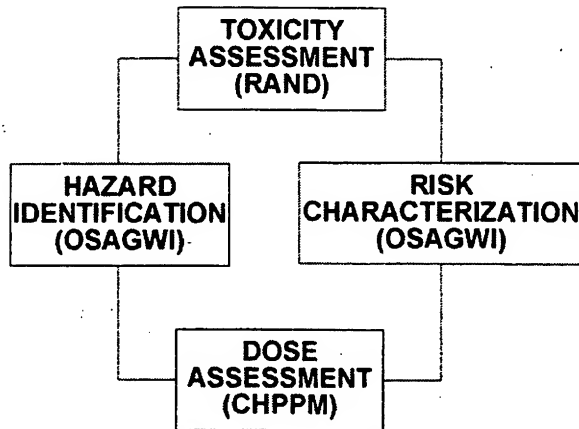 TOXICITY
ASSESSMENT
(RAND)
HAZARD
IDENTIFICATION
(OSAGWI)
RISK
CHARACTERIZATION
(OSAGWI)
DOSE
ASSESSMENT
(CHPPM)